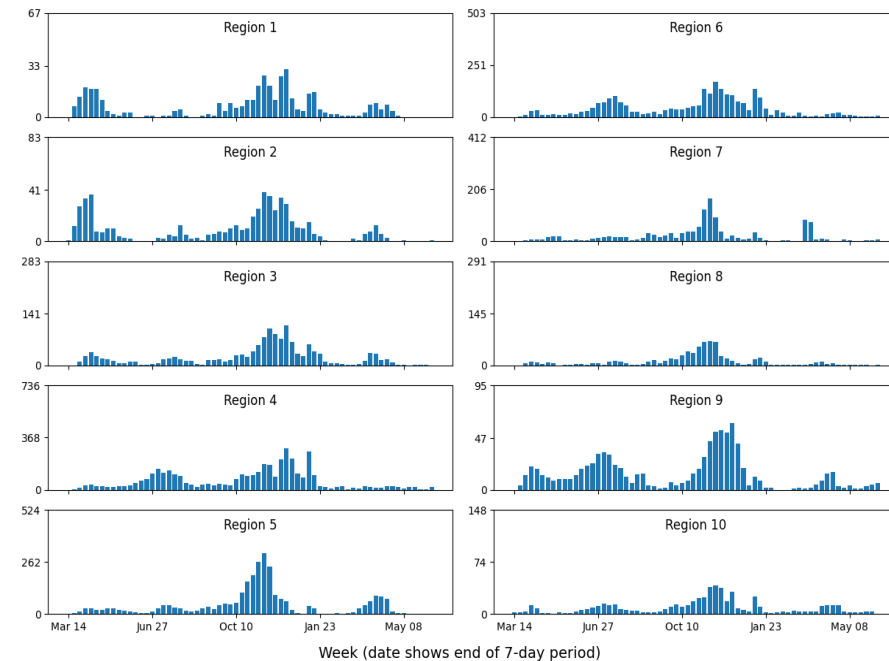 67
33
0
Region 1
503
251
0
Region 6
83
41
0
Region 2
412
206
0
Region 7
283
141
0
Region 3
291
145
0
Region 8
736
368
0
Region 4
95
47
0
Region 9
524
262
0
Region 5
148
74
0
Region 10
Mar 14 Jun 27 Oct 10 Jan 23 May 08
Mar 14 Jun 27 Oct 10 Jan 23 May 08
Week (date shows end of 7-day period)